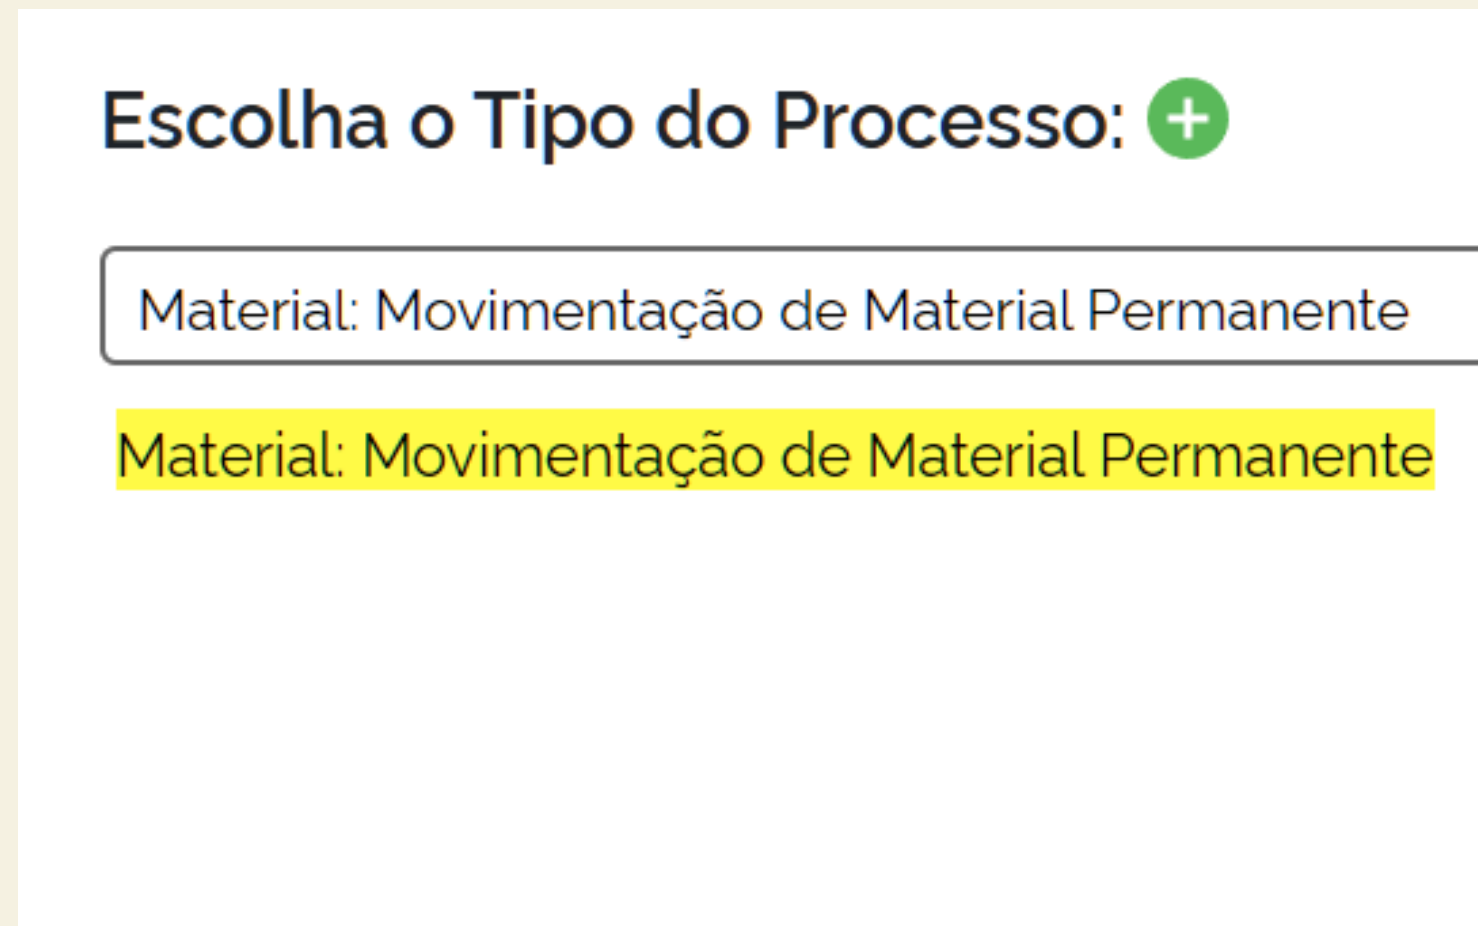 Escolha o Tipo do Processo:
Material: Movimentação de Material Permanente
Material: Movimentação de Material Permanente